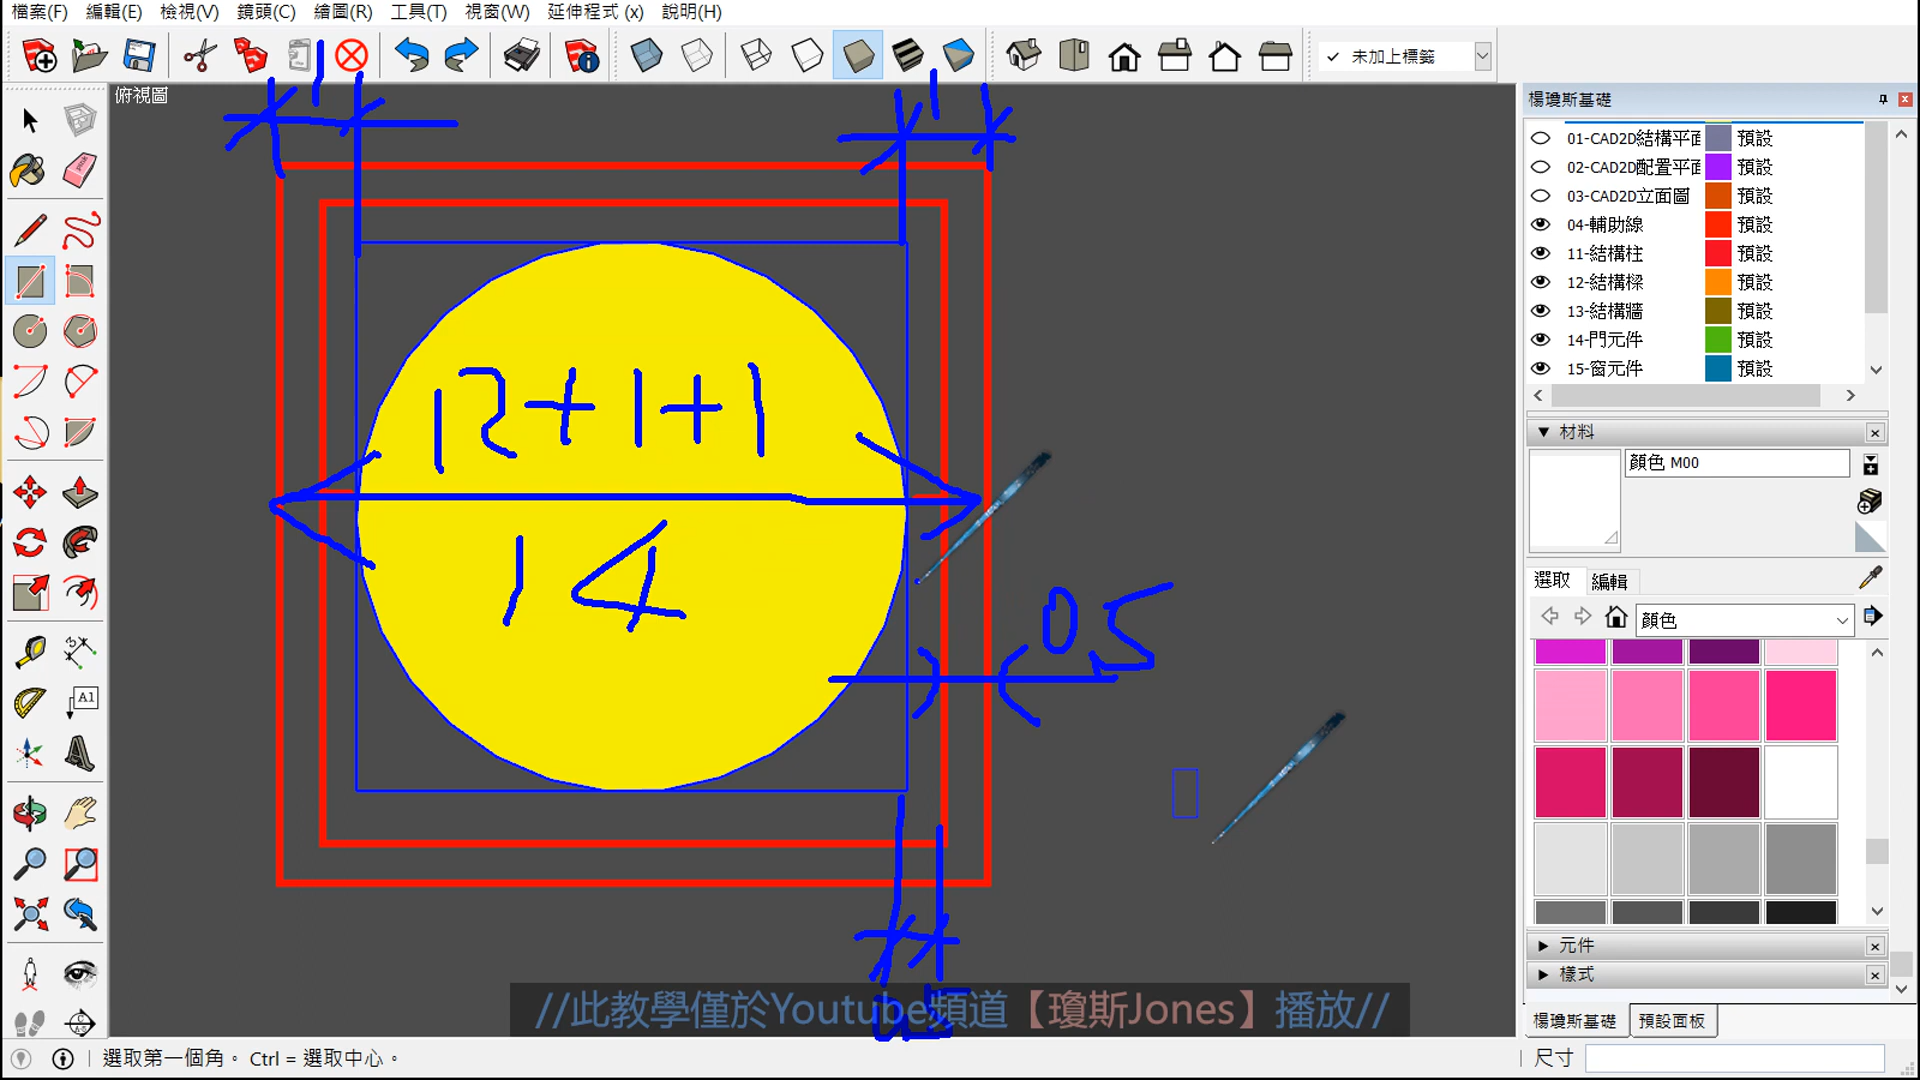 檔案(F) 編輯(E) 檢視(V) 鏡頭(C) 繪圖(R) 工具(T) 視窗(W) 延伸程式 (x) 說明(H)
未加上標籤
俯視圖
楊瓊斯基礎
01-CAD2D結構平面 預設
02-CAD2D配置平面 預設
03-CAD2D立面圖 預設
04-輔助線 預設
11-結構柱 預設
12-結構樑 預設
13-結構牆 預設
14-門元件 預設
15-窗元件 預設
材料
顏色 M00
選取 編輯
顏色
元件
樣式
楊瓊斯基礎 預設面板
A1
1
1
12+1+1
14
0.5
0.5
//此教學僅於Youtube頻道【瓊斯Jones】播放//
選取第一個角。 Ctrl = 選取中心。
尺寸